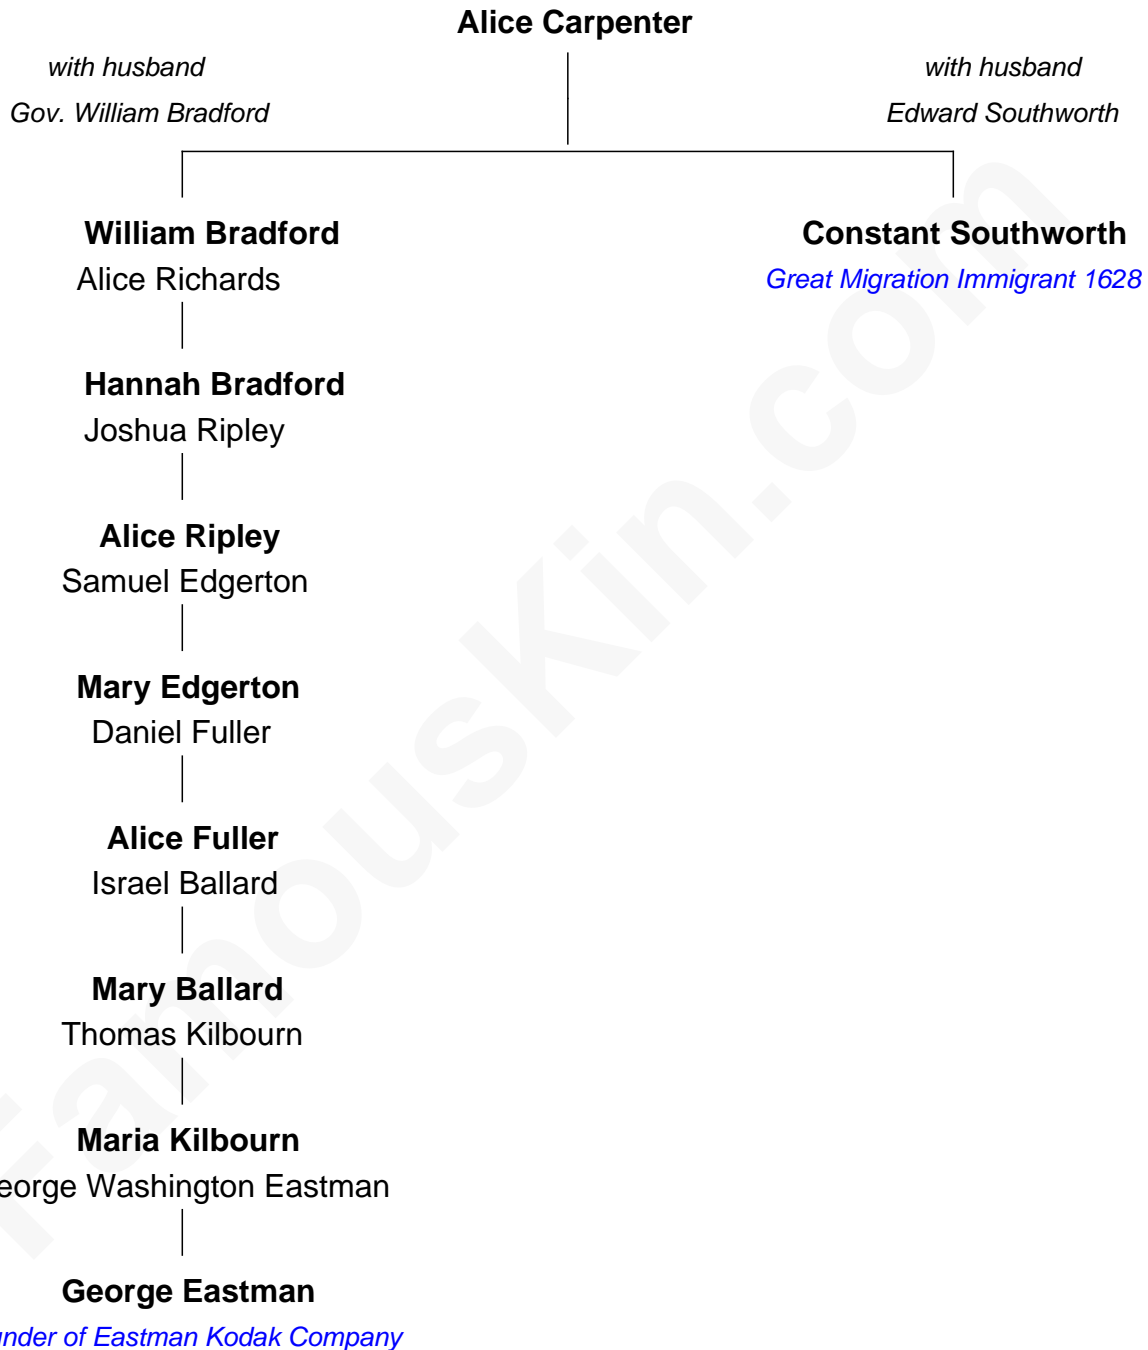 Alice Carpenter
with husband
Gov. William Bradford
with husband
Edward Southworth
William Bradford
Alice Richards
Constant Southworth
Great Migration Immigrant 1628
Hannah Bradford
Joshua Ripley
Alice Ripley
Samuel Edgerton
Mary Edgerton
Daniel Fuller
Alice Fuller
Israel Ballard
Mary Ballard
Thomas Kilbourn
Maria Kilbourn
eorge Washington Eastman
George Eastman
under of Eastman Kodak Company
FamousKin.com